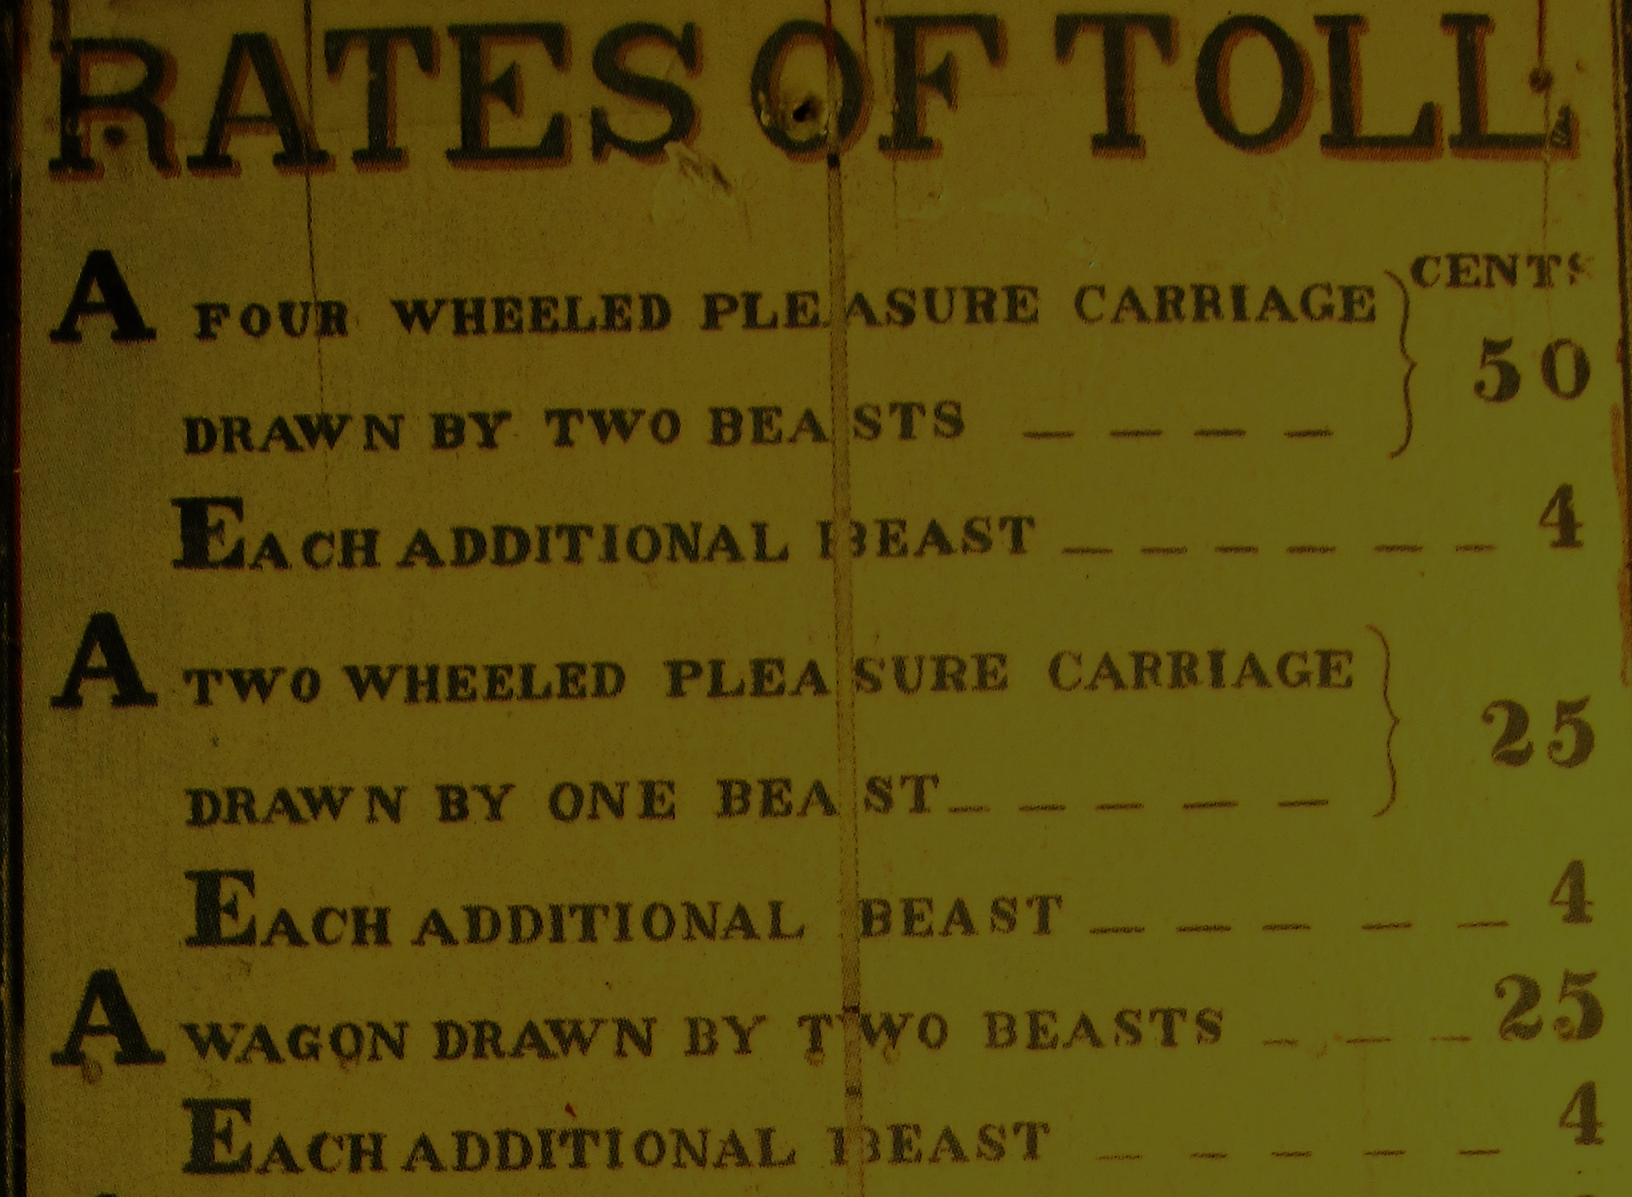 RATES OF TOLL.
CENTS
A FOUR WHEELED PLEASURE CARRIAGE
DRAWN BY TWO BEASTS _ _ _ _ 50
EACH ADDITIONAL BEAST _ _ _ _ _ _ 4
A TWO WHEELED PLEASURE CARRIAGE
DRAWN BY ONE BEAST _ _ _ _ _ 25
EACH ADDITIONAL BEAST _ _ _ _ _ 4
A WAGON DRAWN BY TWO BEASTS _ _ _ 25
EACH ADDITIONAL BEAST _ _ _ _ _ 4